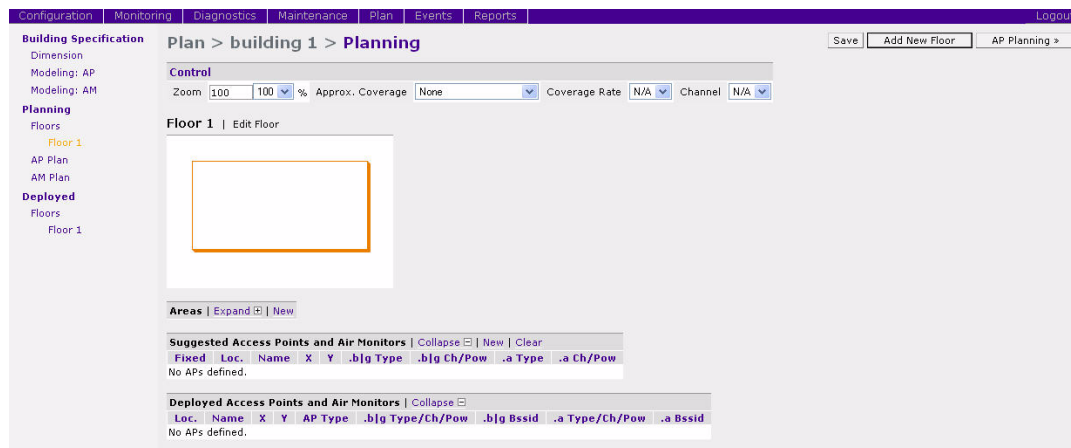 Configuration Monitoring Diagnostics Maintenance Plan Events Reports Logout
Building Specification
Dimension
Modeling: AP
Modeling: AM
Planning
Floors
Floor 1
AP Plan
AM Plan
Deployed
Floors
Floor 1
Plan > building 1 > Planning
Save Add New Floor AP Planning »
Control
Zoom 100 100 % Approx. Coverage None Coverage Rate N/A Channel N/A
Floor 1 | Edit Floor
Areas | Expand | New
Suggested Access Points and Air Monitors | Collapse | New | Clear
Fixed Loc. Name X Y .b|g Type .b|g Ch/Pow .a Type .a Ch/Pow
No APs defined.
Deployed Access Points and Air Monitors | Collapse
Loc. Name X Y AP Type .b|g Type/Ch/Pow .b|g Bssid .a Type/Ch/Pow .a Bssid
No APs defined.